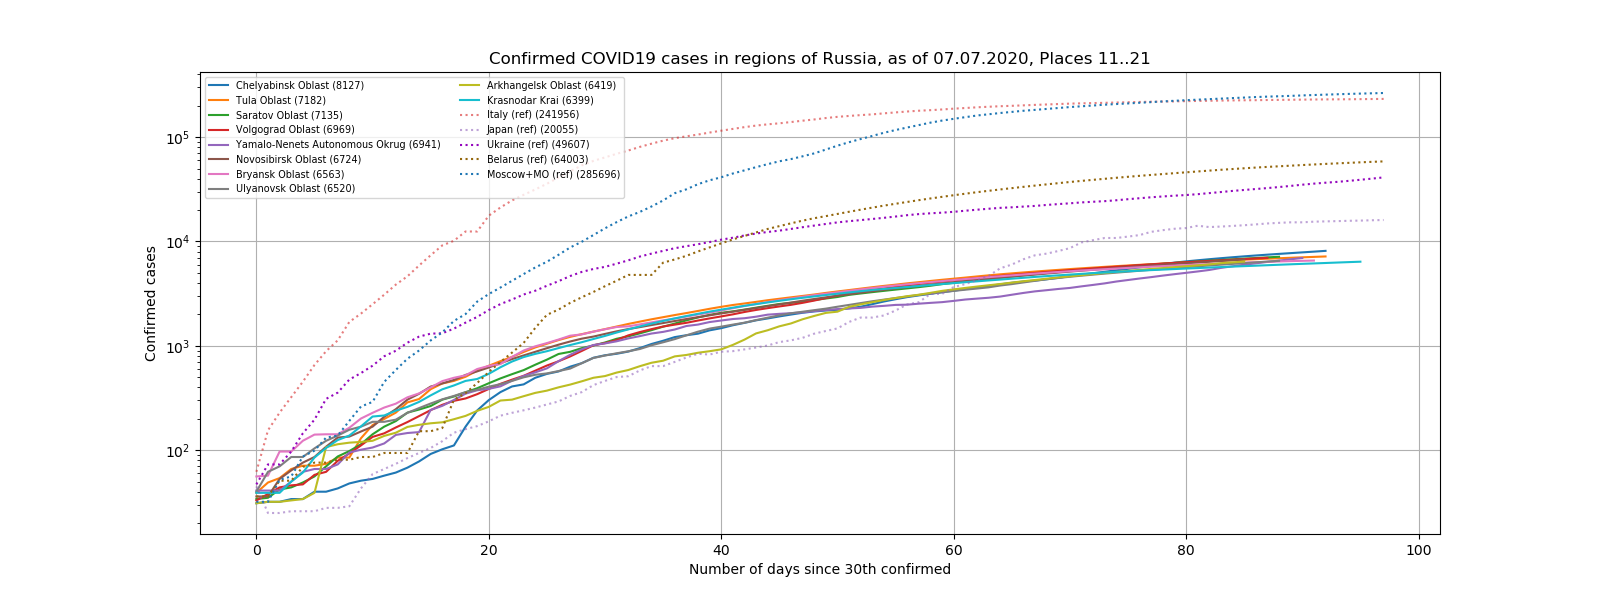 Confirmed COVID19 cases in regions of Russia, as of 07.07.2020, Places 11..21
Chelyabinsk Oblast (8127)
Tula Oblast (7182)
Saratov Oblast (7135)
Volgograd Oblast (6969)
Yamalo-Nenets Autonomous Okrug (6941)
Novosibirsk Oblast (6724)
Bryansk Oblast (6563)
Ulyanovsk Oblast (6520)
Arkhangelsk Oblast (6419)
Krasnodar Krai (6399)
Italy (ref) (241956)
Japan (ref) (20055)
Ukraine (ref) (49607)
Belarus (ref) (64003)
Moscow+MO (ref) (285696)
Confirmed cases
10⁵
10⁴
10³
10²
0 20 40 60 80 100
Number of days since 30th confirmed